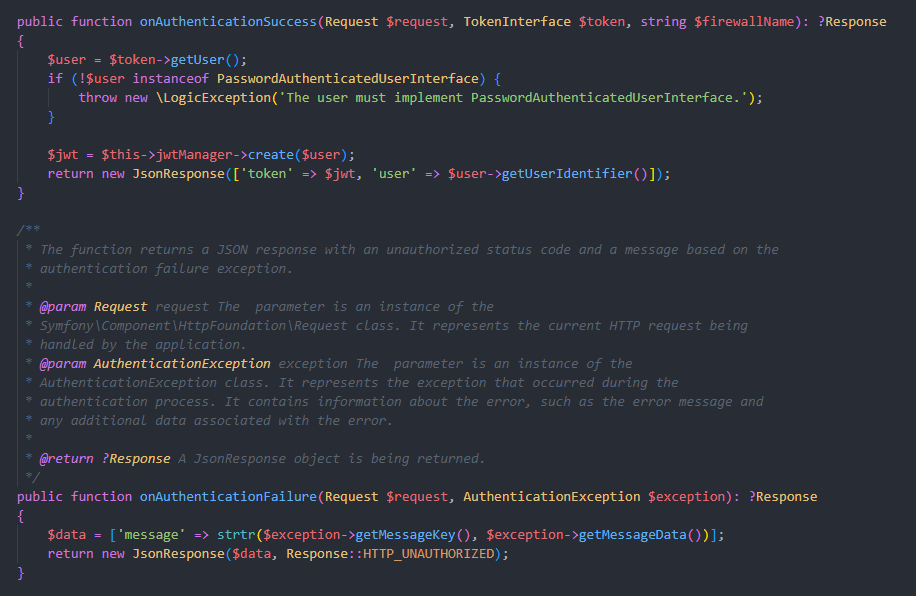 public function onAuthenticationSuccess(Request $request, TokenInterface $token, string $firewallName): ?Response
{
    $user = $token->getUser();
    if (!$user instanceof PasswordAuthenticatedUserInterface) {
        throw new \LogicException('The user must implement PasswordAuthenticatedUserInterface.');
    }

    $jwt = $this->jwtManager->create($user);
    return new JsonResponse(['token' => $jwt, 'user' => $user->getUserIdentifier()]);
}

/**
 * The function returns a JSON response with an unauthorized status code and a message based on the
 * authentication failure exception.
 *
 * @param Request request The  parameter is an instance of the
 * Symfony\Component\HttpFoundation\Request class. It represents the current HTTP request being
 * handled by the application.
 * @param AuthenticationException exception The  parameter is an instance of the
 * AuthenticationException class. It represents the exception that occurred during the
 * authentication process. It contains information about the error, such as the error message and
 * any additional data associated with the error.
 *
 * @return ?Response A JsonResponse object is being returned.
 */
public function onAuthenticationFailure(Request $request, AuthenticationException $exception): ?Response
{
    $data = ['message' => strtr($exception->getMessageKey(), $exception->getMessageData())];
    return new JsonResponse($data, Response::HTTP_UNAUTHORIZED);
}